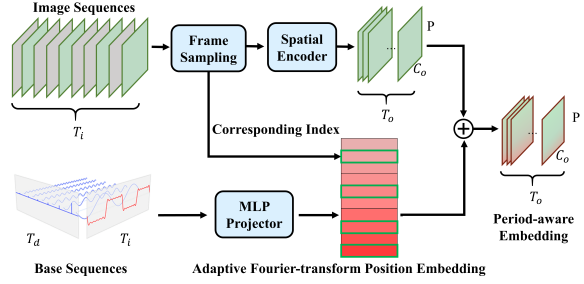 Image Sequences
Frame
Sampling
Spatial
Encoder
...
P
C_o
T_i
T_o
Corresponding Index
P
...
C_o
T_o
MLP
Projector
T_d
T_i
Period-aware
Embedding
Base Sequences
Adaptive Fourier-transform Position Embedding